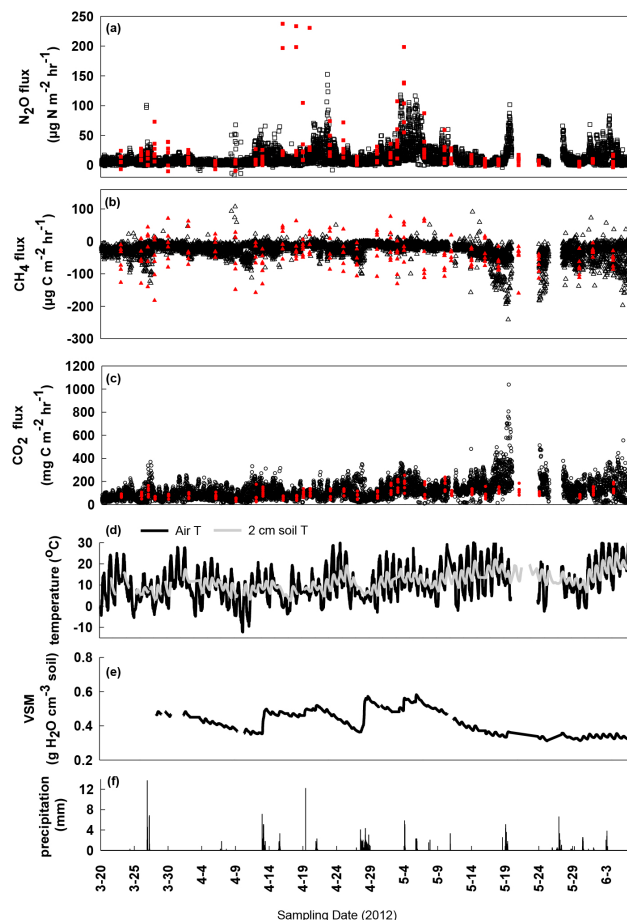 (a)
N2O flux
(µg N m-2 hr-1)
250
200
150
100
50
0
(b)
CH4 flux
(µg C m-2 hr-1)
100
0
-100
-200
-300
(c)
CO2 flux
(mg C m-2 hr-1)
1200
1000
800
600
400
200
0
(d)
Air T
2 cm soil T
temperature (oC)
30
20
10
0
-10
(e)
VSM
(g H2O cm-3 soil)
0.8
0.6
0.4
0.2
(f)
precipitation
(mm)
12
8
4
0
3-20
3-25
3-30
4-4
4-9
4-14
4-19
4-24
4-29
5-4
5-9
5-14
5-19
5-24
5-29
6-3
Sampling Date (2012)